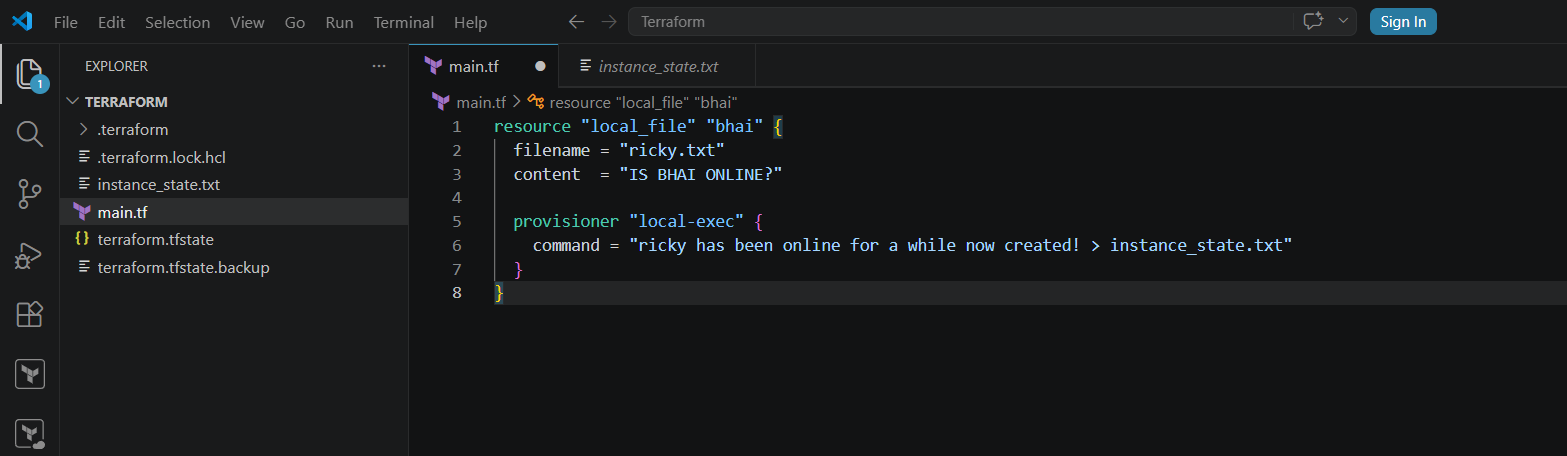 File Edit Selection View Go Run Terminal Help Terraform Sign In
EXPLORER ...
main.tf instance_state.txt
1
TERRAFORM
main.tf > resource "local_file" "bhai"
.terraform
.terraform.lock.hcl
instance_state.txt
main.tf
{} terraform.tfstate
terraform.tfstate.backup
1 resource "local_file" "bhai" {
2 filename = "ricky.txt"
3 content  = "IS BHAI ONLINE?"
4
5 provisioner "local-exec" {
6 command = "ricky has been online for a while now created! > instance_state.txt"
7 }
8 }